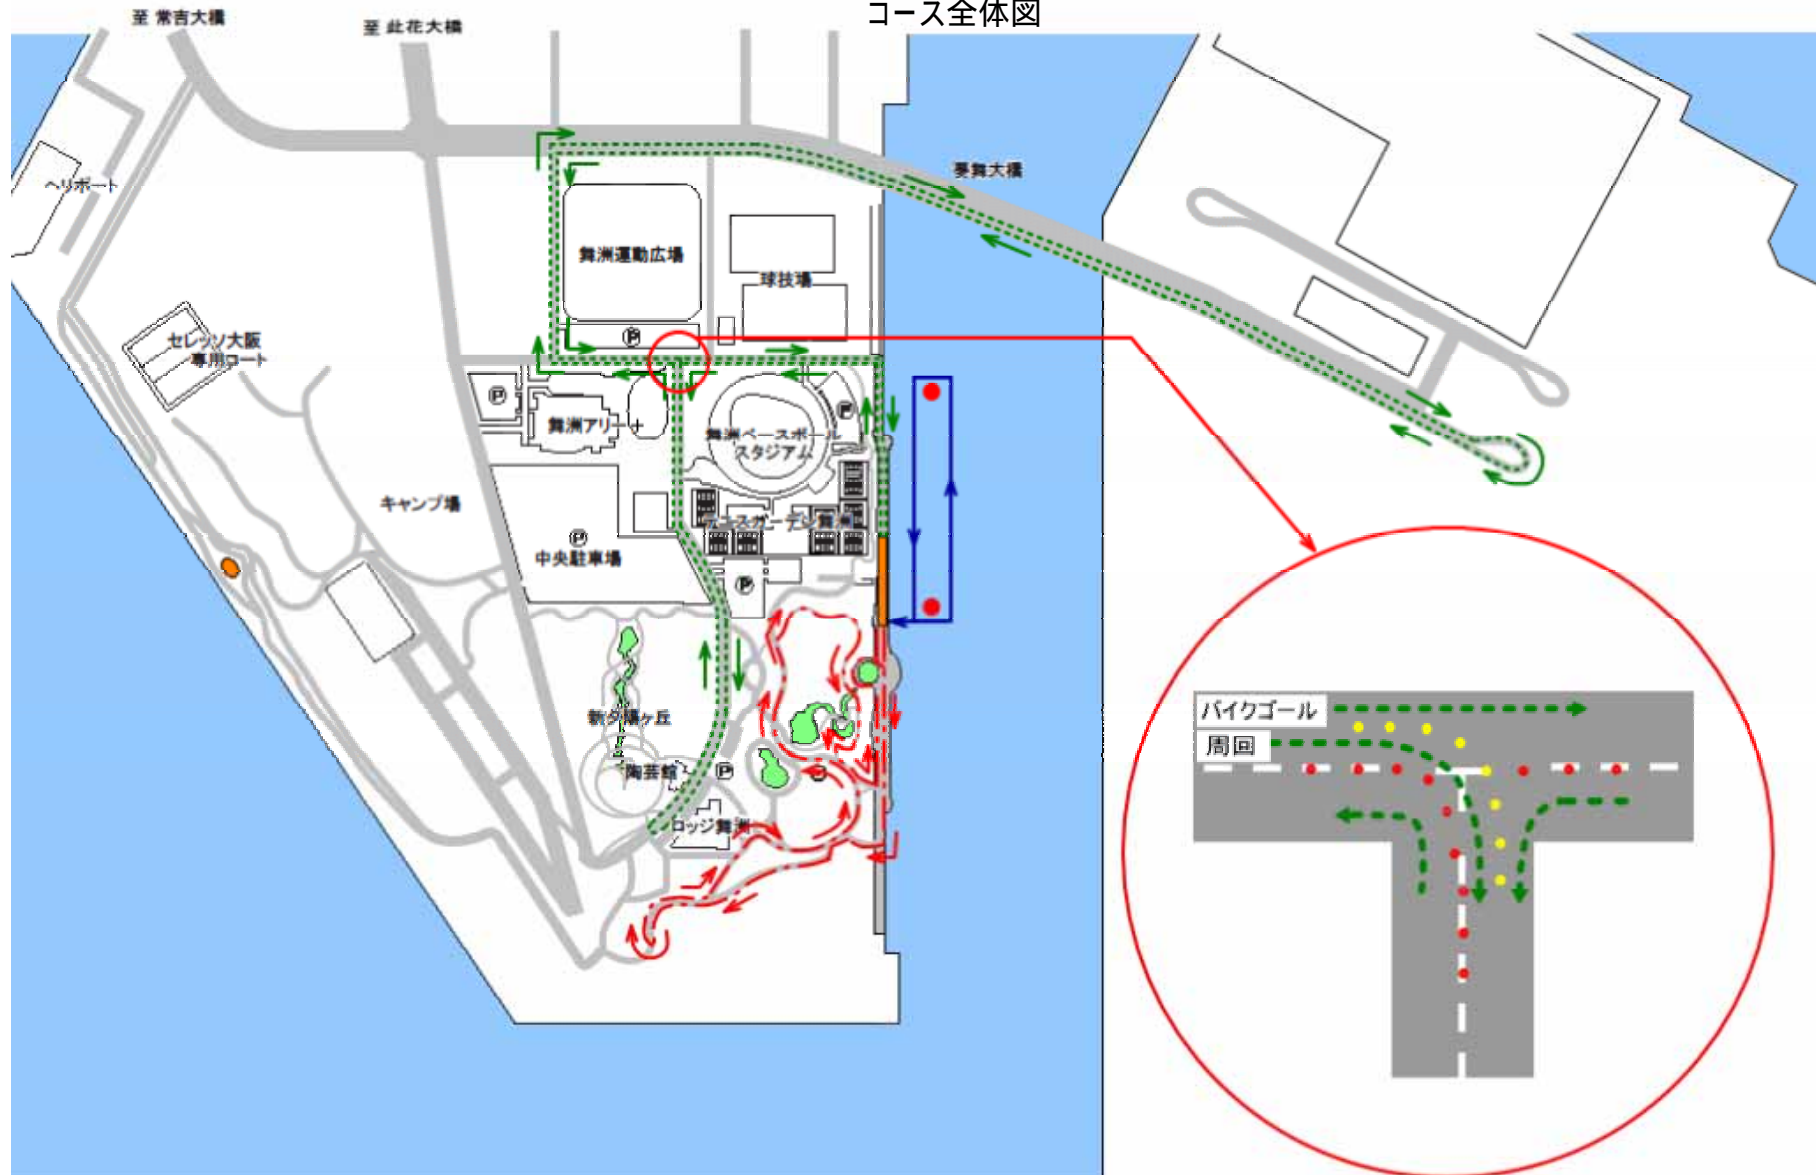 コース全体図
至 常吉大橋
至 此花大橋
夢舞大橋
ヘリポート
舞洲運動広場
球技場
Ⓟ
セレッソ大阪
専用コート
Ⓟ
Ⓟ
舞洲アリーナ
舞洲ベースボール
スタジアム
キャンプ場
テニスガーデン舞洲
Ⓟ
中央駐車場
Ⓟ
バイクゴール
新夕陽ヶ丘
周回
陶芸館
Ⓟ
Ⓟ
ロッジ舞洲